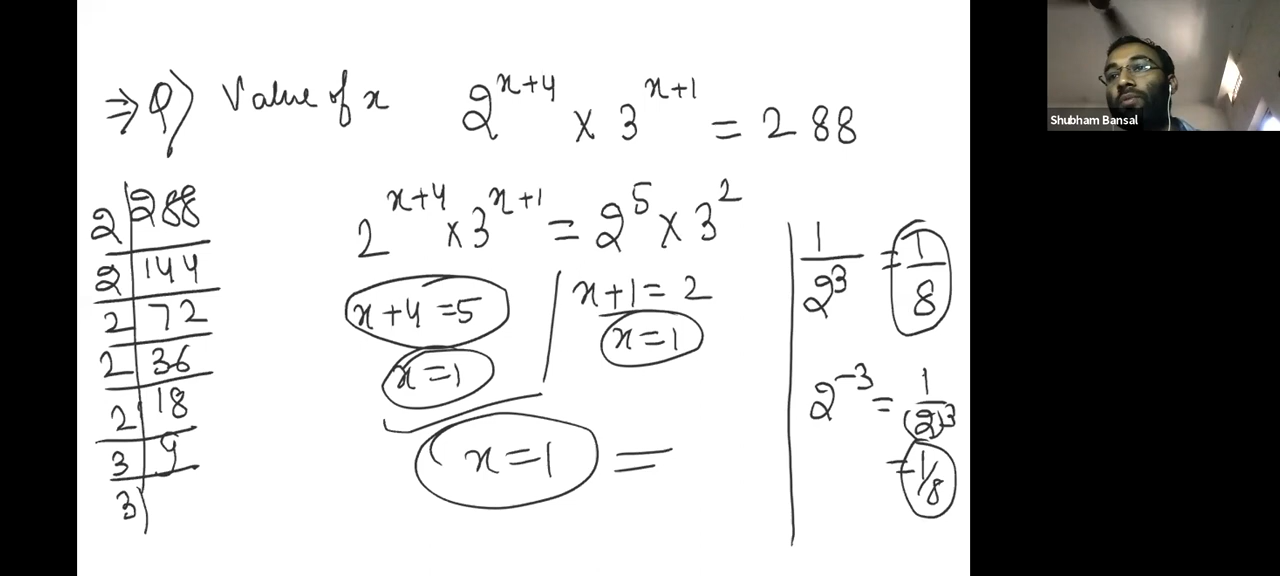 ⇒ Q) Value of x 2^{x+4} × 3^{x+1} = 288
2 | 288
2 | 144
2 | 72
2 | 36
2 | 18
3 | 9
3 |
2^{x+4} × 3^{x+1} = 2^5 × 3^2
x+4 = 5
x = 1
x+1 = 2
x = 1
x = 1 =
1/2^3 = 1/8
2^{-3} = 1/(2)^3
= 1/8
Shubham Bansal